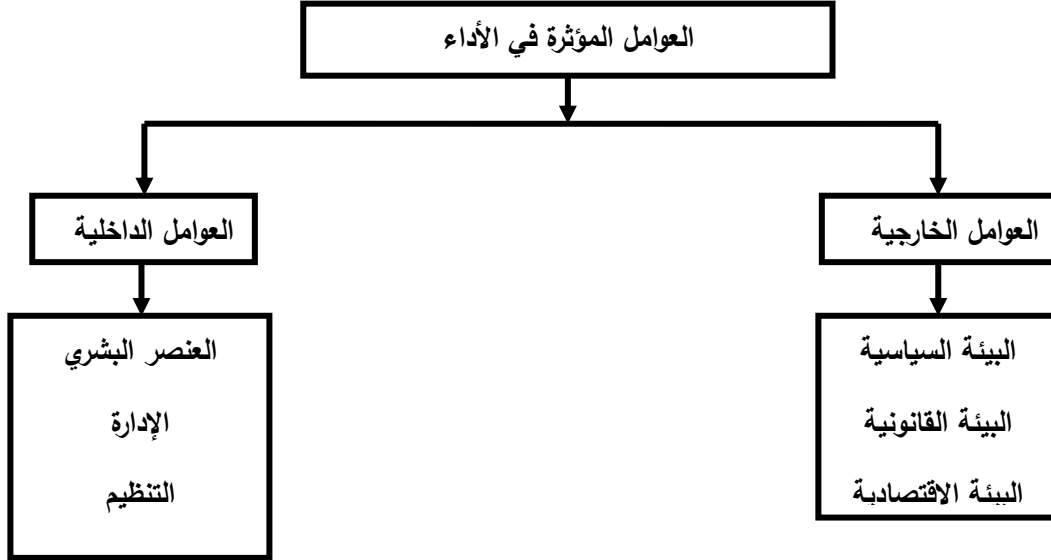 العوامل المؤثرة في الأداء
العوامل الخارجية
العوامل الداخلية
البيئة السياسية
البيئة القانونية
البيئة الاقتصادية
العنصر البشري
الإدارة
التنظيم